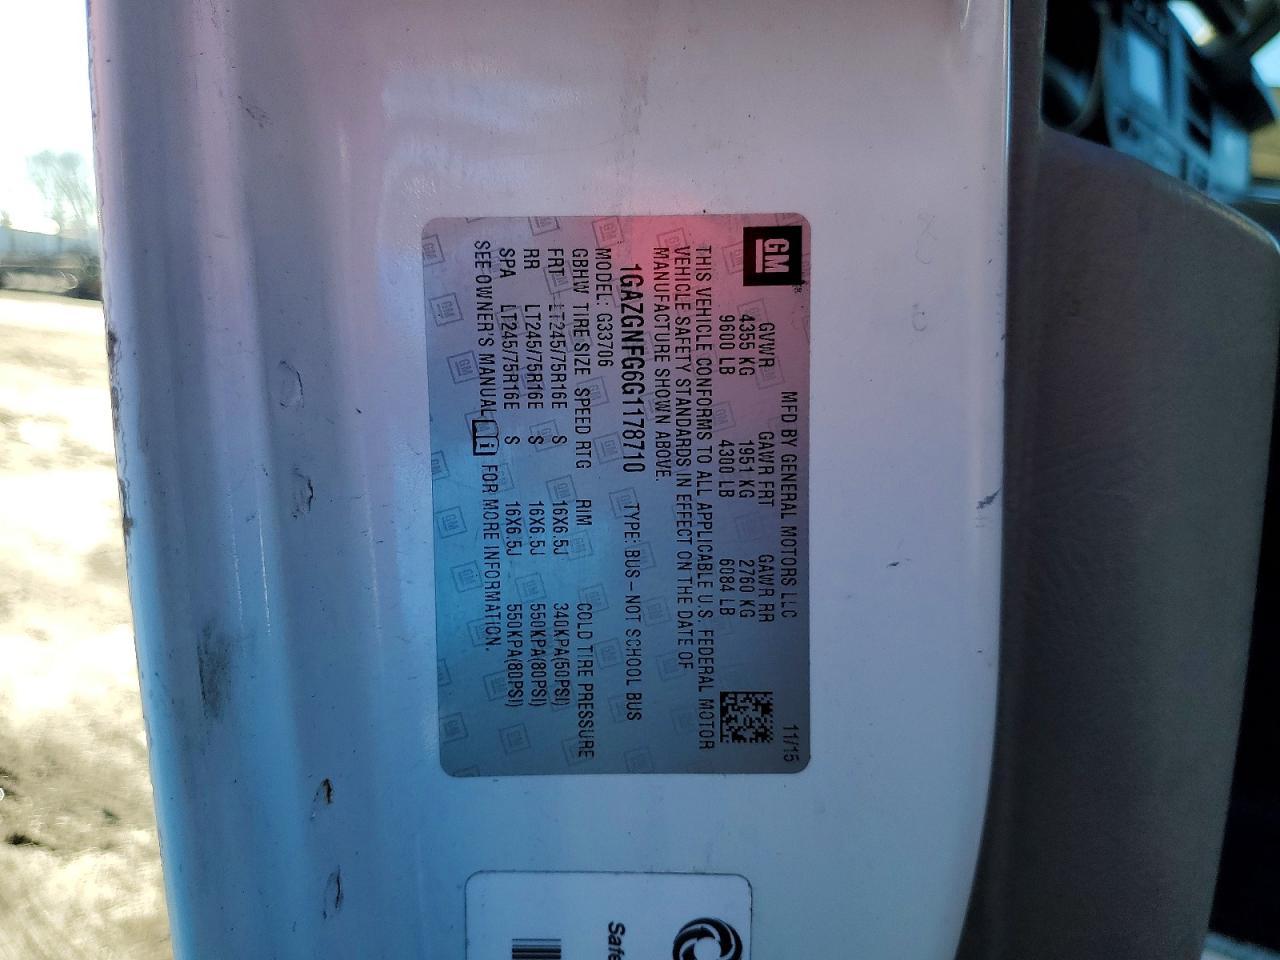 GM
MFD BY GENERAL MOTORS LLC 11/15
GVWR GAWR FRT GAWR RR
4355 KG 1951 KG 2760 KG
9600 LB 4300 LB 6084 LB
THIS VEHICLE CONFORMS TO ALL APPLICABLE U.S. FEDERAL MOTOR
VEHICLE SAFETY STANDARDS IN EFFECT ON THE DATE OF
MANUFACTURE SHOWN ABOVE.
1GAZGNFG6G1178710 TYPE: BUS – NOT SCHOOL BUS
MODEL: G33706
GBHW TIRE SIZE SPEED RTG RIM COLD TIRE PRESSURE
FRT LT245/75R16E S 16X6.5J 340KPA(50PSI)
RR LT245/75R16E S 16X6.5J 550KPA(80PSI)
SPA LT245/75R16E S 16X6.5J 550KPA(80PSI)
SEE OWNER'S MANUAL i FOR MORE INFORMATION.
Safe